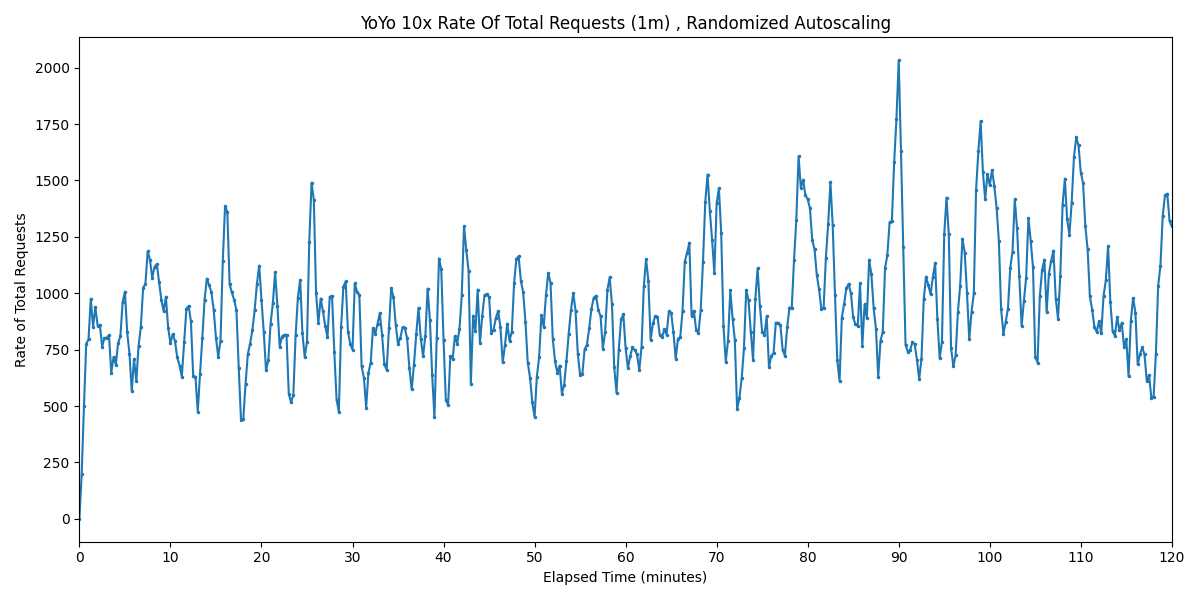 YoYo 10x Rate Of Total Requests (1m) , Randomized Autoscaling
Rate of Total Requests
2000
1750
1500
1250
1000
750
500
250
0
0 10 20 30 40 50 60 70 80 90 100 110 120
Elapsed Time (minutes)